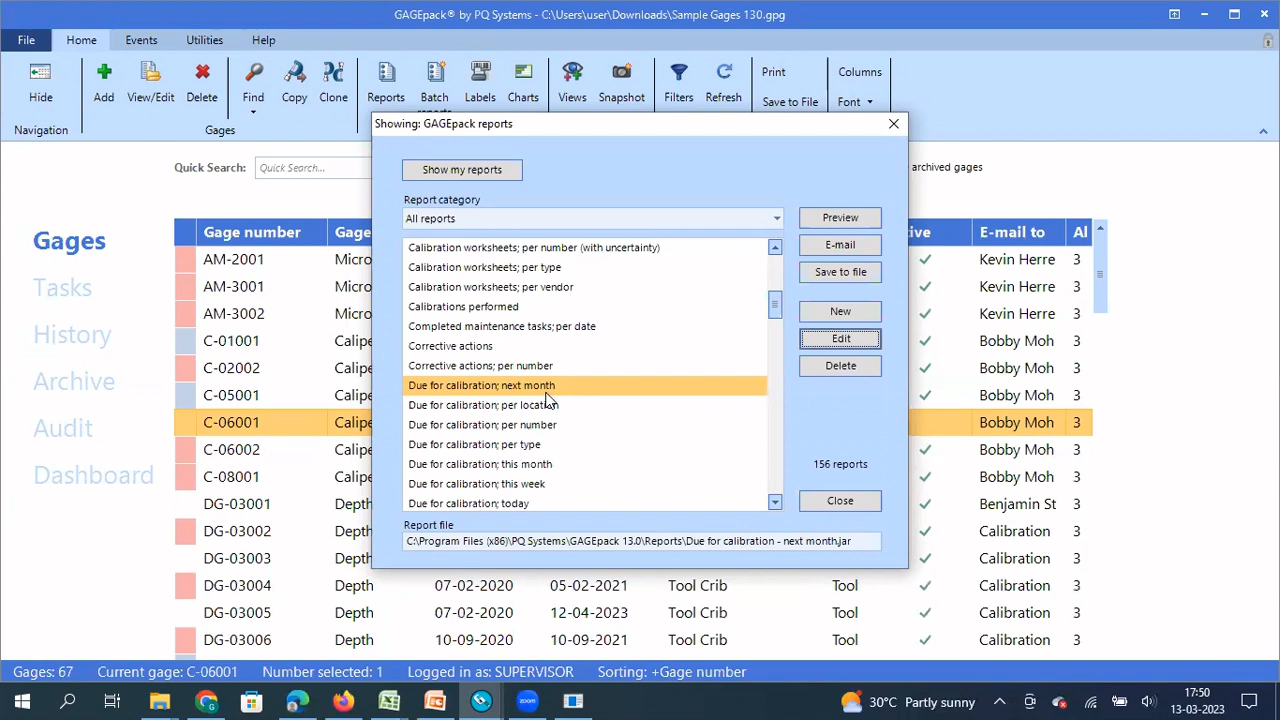 GAGEpack® by PQ Systems - C:\Users\user\Downloads\Sample Gages 130.gpg
File Home Events Utilities Help
Hide Add View/Edit Delete Find Copy Clone Reports Batch Labels Charts Views Snapshot Filters Refresh Print Columns
Save to File Font
Navigation Gages
Showing: GAGEpack reports
Quick Search: Quick Search... archived gages
Show my reports
Report category
All reports
Calibration worksheets; per number (with uncertainty)
Calibration worksheets; per type
Calibration worksheets; per vendor
Calibrations performed
Completed maintenance tasks; per date
Corrective actions
Corrective actions; per number
Due for calibration; next month
Due for calibration; per location
Due for calibration; per number
Due for calibration; per type
Due for calibration; this month
Due for calibration; this week
Due for calibration; today
Preview
E-mail
Save to file
New
Edit
Delete
156 reports
Close
Report file
C:\Program Files (x86)\PQ Systems\GAGEpack 13.0\Reports\Due for calibration - next month.jar
Gages
Tasks
History
Archive
Audit
Dashboard
Gage number Gage ive E-mail to Al
AM-2001 Micro Kevin Herre 3
AM-3001 Micro Kevin Herre 3
AM-3002 Micro Kevin Herre 3
C-01001 Calipe Bobby Moh 3
C-02002 Calipe Bobby Moh 3
C-05001 Calipe Bobby Moh 3
C-06001 Calipe Bobby Moh 3
C-06002 Calipe Bobby Moh 3
C-08001 Calipe Bobby Moh 3
DG-03001 Depth Benjamin St 3
DG-03002 Depth Calibration 3
DG-03003 Depth Calibration 3
DG-03004 Depth 07-02-2020 05-02-2021 Tool Crib Tool Calibration 3
DG-03005 Depth 07-02-2020 12-04-2023 Tool Crib Tool Calibration 3
DG-03006 Depth 10-09-2020 10-09-2021 Tool Crib Tool Calibration 3
Gages: 67 Current gage: C-06001 Number selected: 1 Logged in as: SUPERVISOR Sorting: +Gage number
30°C Partly sunny
17:50
13-03-2023